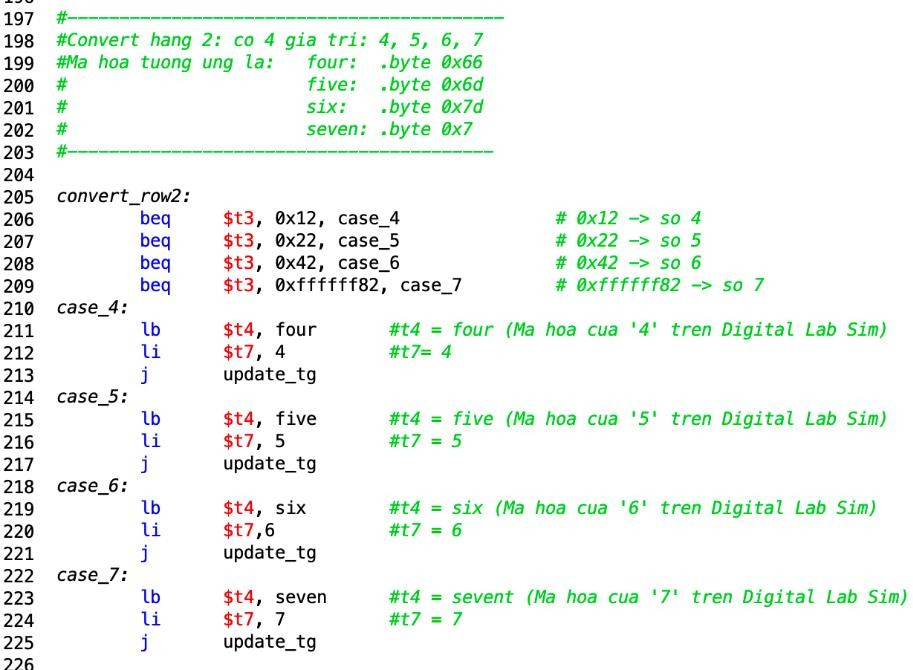 197 #-----------------------------------------
198 #Convert hang 2: co 4 gia tri: 4, 5, 6, 7
199 #Ma hoa tuong ung la:   four:  .byte 0x66
200 #                       five:  .byte 0x6d
201 #                       six:   .byte 0x7d
202 #                       seven: .byte 0x7
203 #----------------------------------------
204
205 convert_row2:
206         beq     $t3, 0x12, case_4               # 0x12 -> so 4
207         beq     $t3, 0x22, case_5               # 0x22 -> so 5
208         beq     $t3, 0x42, case_6               # 0x42 -> so 6
209         beq     $t3, 0xffffff82, case_7         # 0xffffff82 -> so 7
210 case_4:
211         lb      $t4, four       #t4 = four (Ma hoa cua '4' tren Digital Lab Sim)
212         li      $t7, 4          #t7= 4
213         j       update_tg
214 case_5:
215         lb      $t4, five       #t4 = five (Ma hoa cua '5' tren Digital Lab Sim)
216         li      $t7, 5          #t7 = 5
217         j       update_tg
218 case_6:
219         lb      $t4, six        #t4 = six (Ma hoa cua '6' tren Digital Lab Sim)
220         li      $t7,6           #t7 = 6
221         j       update_tg
222 case_7:
223         lb      $t4, seven      #t4 = sevent (Ma hoa cua '7' tren Digital Lab Sim)
224         li      $t7, 7          #t7 = 7
225         j       update_tg
226